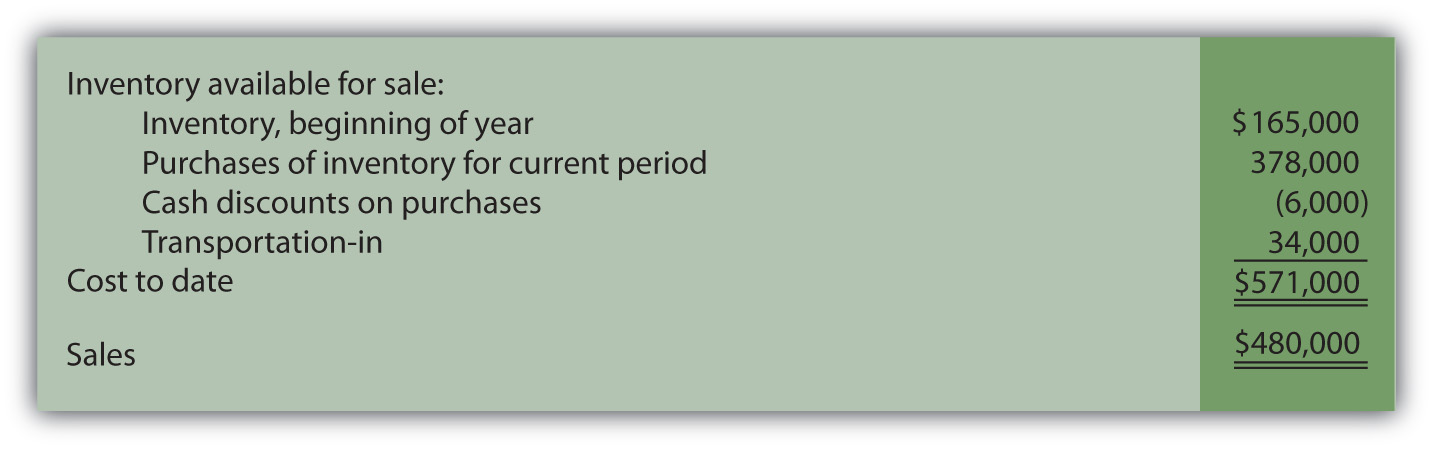 Inventory available for sale:
Inventory, beginning of year $165,000
Purchases of inventory for current period 378,000
Cash discounts on purchases (6,000)
Transportation-in 34,000
Cost to date $571,000
Sales $480,000